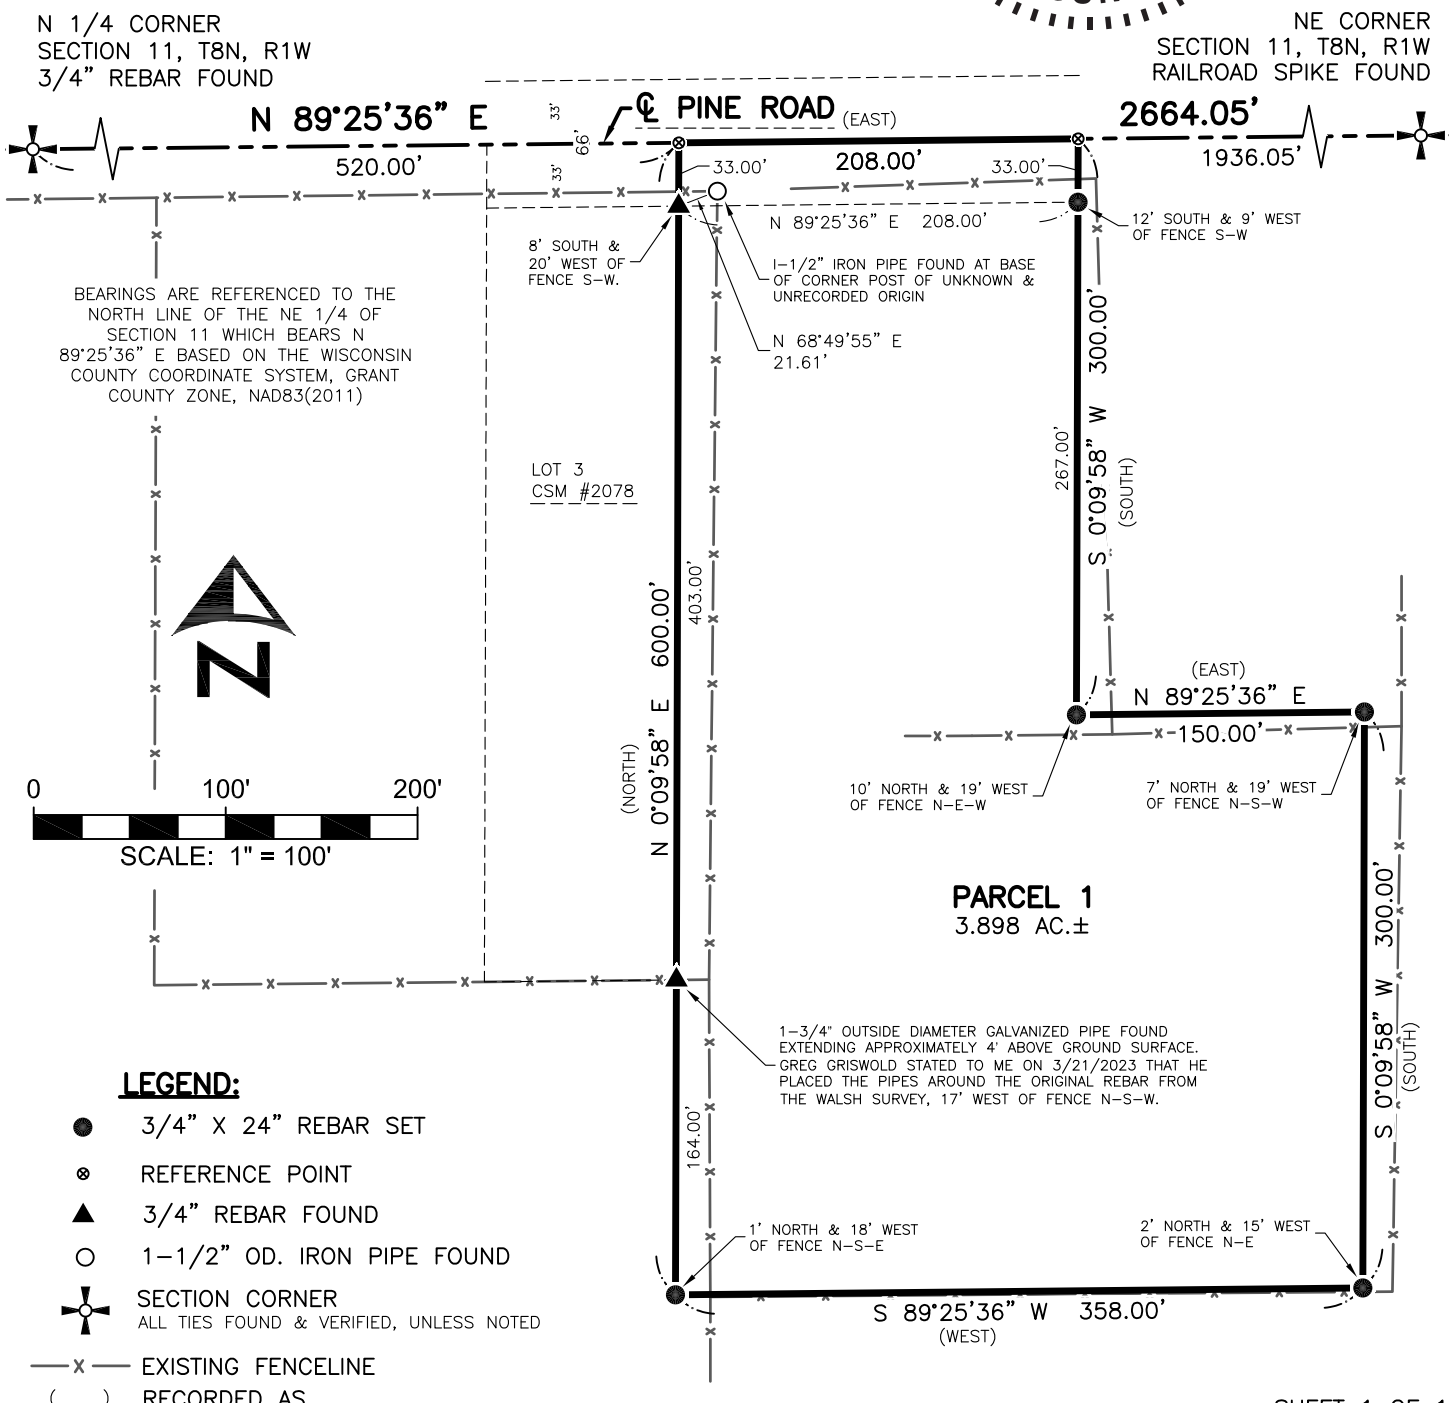 N 1/4 CORNER
SECTION 11, T8N, R1W
3/4” REBAR FOUND
NE CORNER
SECTION 11, T8N, R1W
RAILROAD SPIKE FOUND
N 89°25'36” E
℄ PINE ROAD
(EAST)
2664.05'
33'
66'
33'
520.00'
33.00'
208.00'
33.00'
1936.05'
N 89°25'36” E 208.00'
8' SOUTH &
20' WEST OF
FENCE S-W.
12' SOUTH & 9' WEST
OF FENCE S-W
I-1/2” IRON PIPE FOUND AT BASE
OF CORNER POST OF UNKNOWN &
UNRECORDED ORIGIN
N 68°49'55” E
21.61'
BEARINGS ARE REFERENCED TO THE
NORTH LINE OF THE NE 1/4 OF
SECTION 11 WHICH BEARS N
89°25'36” E BASED ON THE WISCONSIN
COUNTY COORDINATE SYSTEM, GRANT
COUNTY ZONE, NAD83(2011)
LOT 3
CSM #2078
267.00'
S 0°09'58” W 300.00'
(SOUTH)
403.00'
N 0°09'58” E 600.00'
(NORTH)
N
(EAST)
N 89°25'36” E
150.00'
10' NORTH & 19' WEST
OF FENCE N-E-W
7' NORTH & 19' WEST
OF FENCE N-S-W
0 100' 200'
SCALE: 1" = 100'
PARCEL 1
3.898 AC.±
S 0°09'58” W 300.00'
(SOUTH)
1-3/4" OUTSIDE DIAMETER GALVANIZED PIPE FOUND
EXTENDING APPROXIMATELY 4' ABOVE GROUND SURFACE.
GREG GRISWOLD STATED TO ME ON 3/21/2023 THAT HE
PLACED THE PIPES AROUND THE ORIGINAL REBAR FROM
THE WALSH SURVEY, 17' WEST OF FENCE N-S-W.
164.00'
1' NORTH & 18' WEST
OF FENCE N-S-E
2' NORTH & 15' WEST
OF FENCE N-E
S 89°25'36” W 358.00'
(WEST)
LEGEND:
3/4” X 24” REBAR SET
REFERENCE POINT
3/4” REBAR FOUND
1-1/2” OD. IRON PIPE FOUND
SECTION CORNER
ALL TIES FOUND & VERIFIED, UNLESS NOTED
EXISTING FENCELINE
( ) RECORDED AS
SHEET 1 OF 1